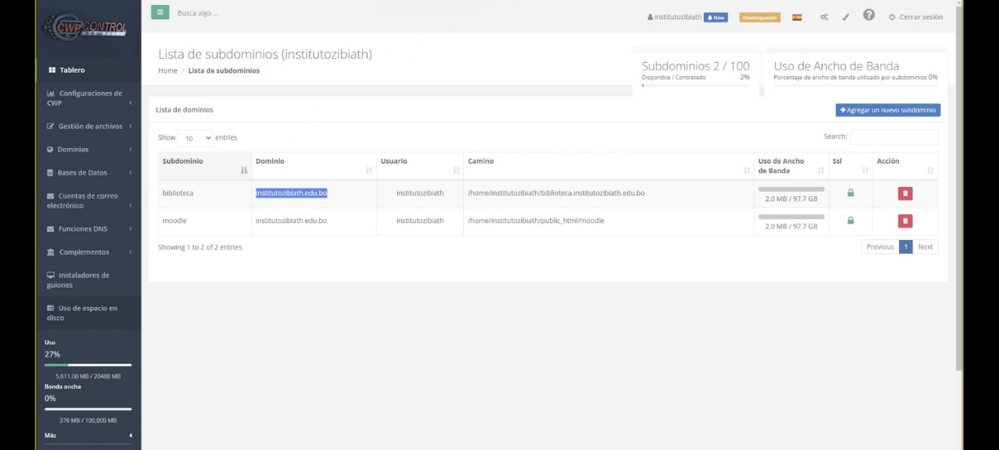 CWPCONTROL
WEB PANEL
Busca algo ...
institutozibiath
New
Desbloqueado
Cerrar sesión
Tablero
Configuraciones de
CWP
Gestión de archivos
Dominios
Bases de Datos
Cuentas de correo
electrónico
Funciones DNS
Complementos
Instaladores de
guiones
Uso de espacio en
disco
Uso
27%
5,611.00 MB / 20480 MB
Banda ancha
0%
376 MB / 100,000 MB
Más
Lista de subdominios (institutozibiath)
Home / Lista de subdominios
Subdominios 2 / 100
Disponible / Contratado 2%
Uso de Ancho de Banda
Porcentaje de ancho de banda utilizado por subdominios 0%
Lista de dominios
Agregar un nuevo subdominio
Show 10 entries
Search:
Subdominio Dominio Usuario Camino Uso de Ancho de Banda Ssl Acción
biblioteca institutozibiath.edu.bo institutozibiath /home/institutozibiath/biblioteca.institutozibiath.edu.bo 2.0 MB / 97.7 GB
moodle institutozibiath.edu.bo institutozibiath /home/institutozibiath/public_html/moodle 2.0 MB / 97.7 GB
Showing 1 to 2 of 2 entries
Previous 1 Next